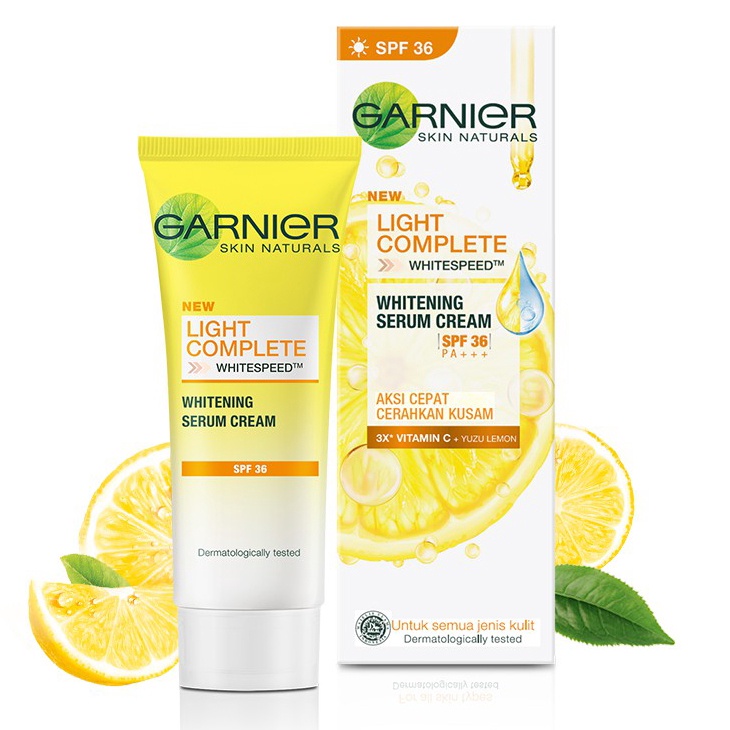 GARNIER
SKIN NATURALS
NEW
LIGHT
COMPLETE
WHITESPEED™
WHITENING
SERUM CREAM
SPF 36
Dermatologically tested
SPF 36
GARNIER
SKIN NATURALS
NEW
LIGHT
COMPLETE
WHITESPEED™
WHITENING
SERUM CREAM
SPF 36
PA+++
AKSI CEPAT
CERAHKAN KUSAM
3X* VITAMIN C + YUZU LEMON
Untuk semua jenis kulit
Dermatologically tested